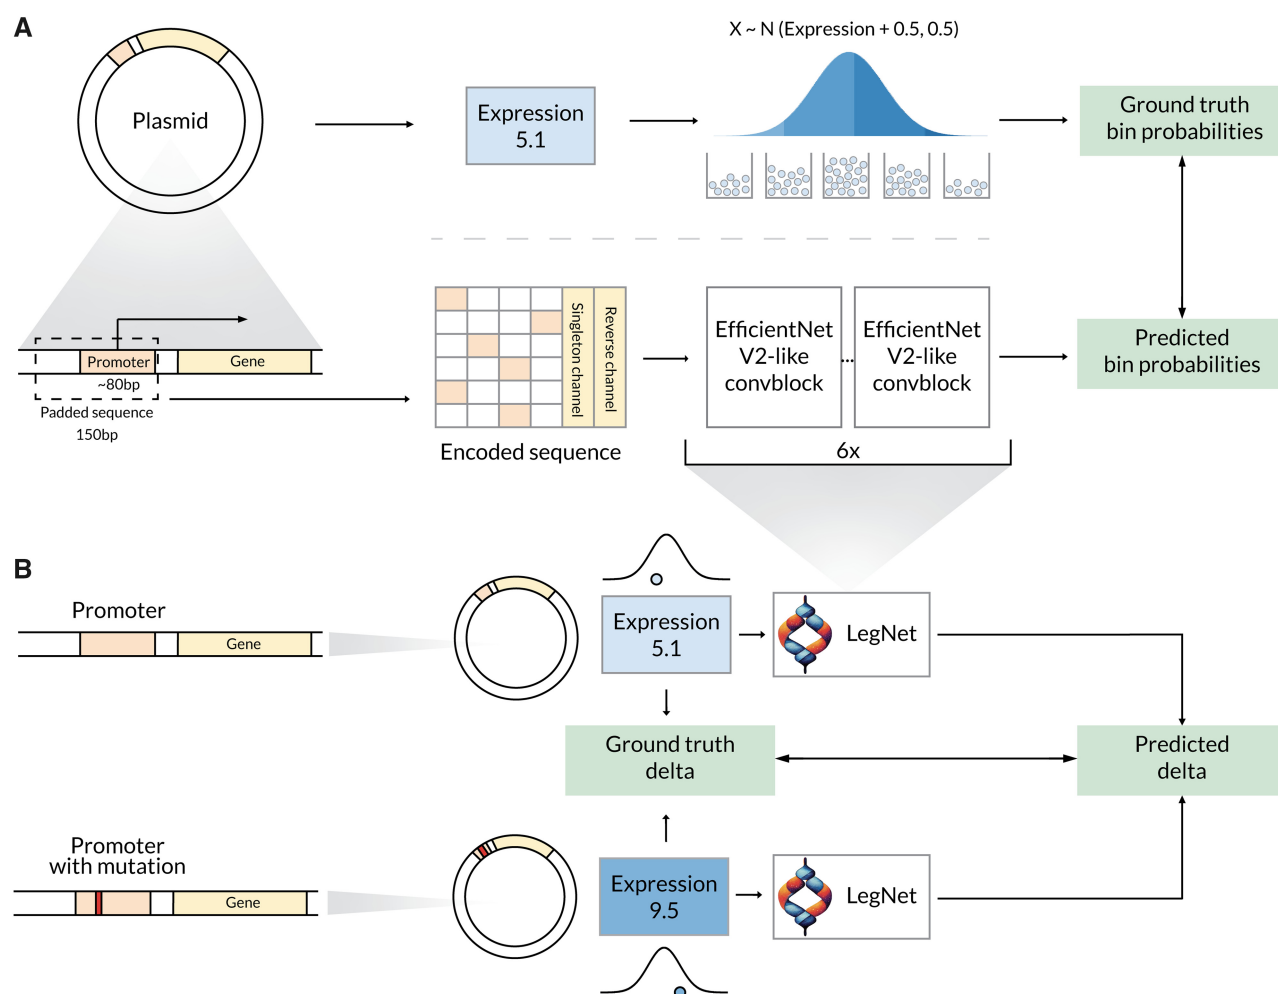 A
X ~ N (Expression + 0.5, 0.5)
Plasmid
Expression
5.1
Ground truth
bin probabilities
Promoter
Gene
~80bp
Padded sequence
150bp
Singleton channel
Reverse channel
Encoded sequence
EfficientNet
V2-like
convblock
...
EfficientNet
V2-like
convblock
6x
Predicted
bin probabilities
B
Promoter
Gene
Expression
5.1
LegNet
Ground truth
delta
Predicted
delta
Promoter
with mutation
Gene
Expression
9.5
LegNet